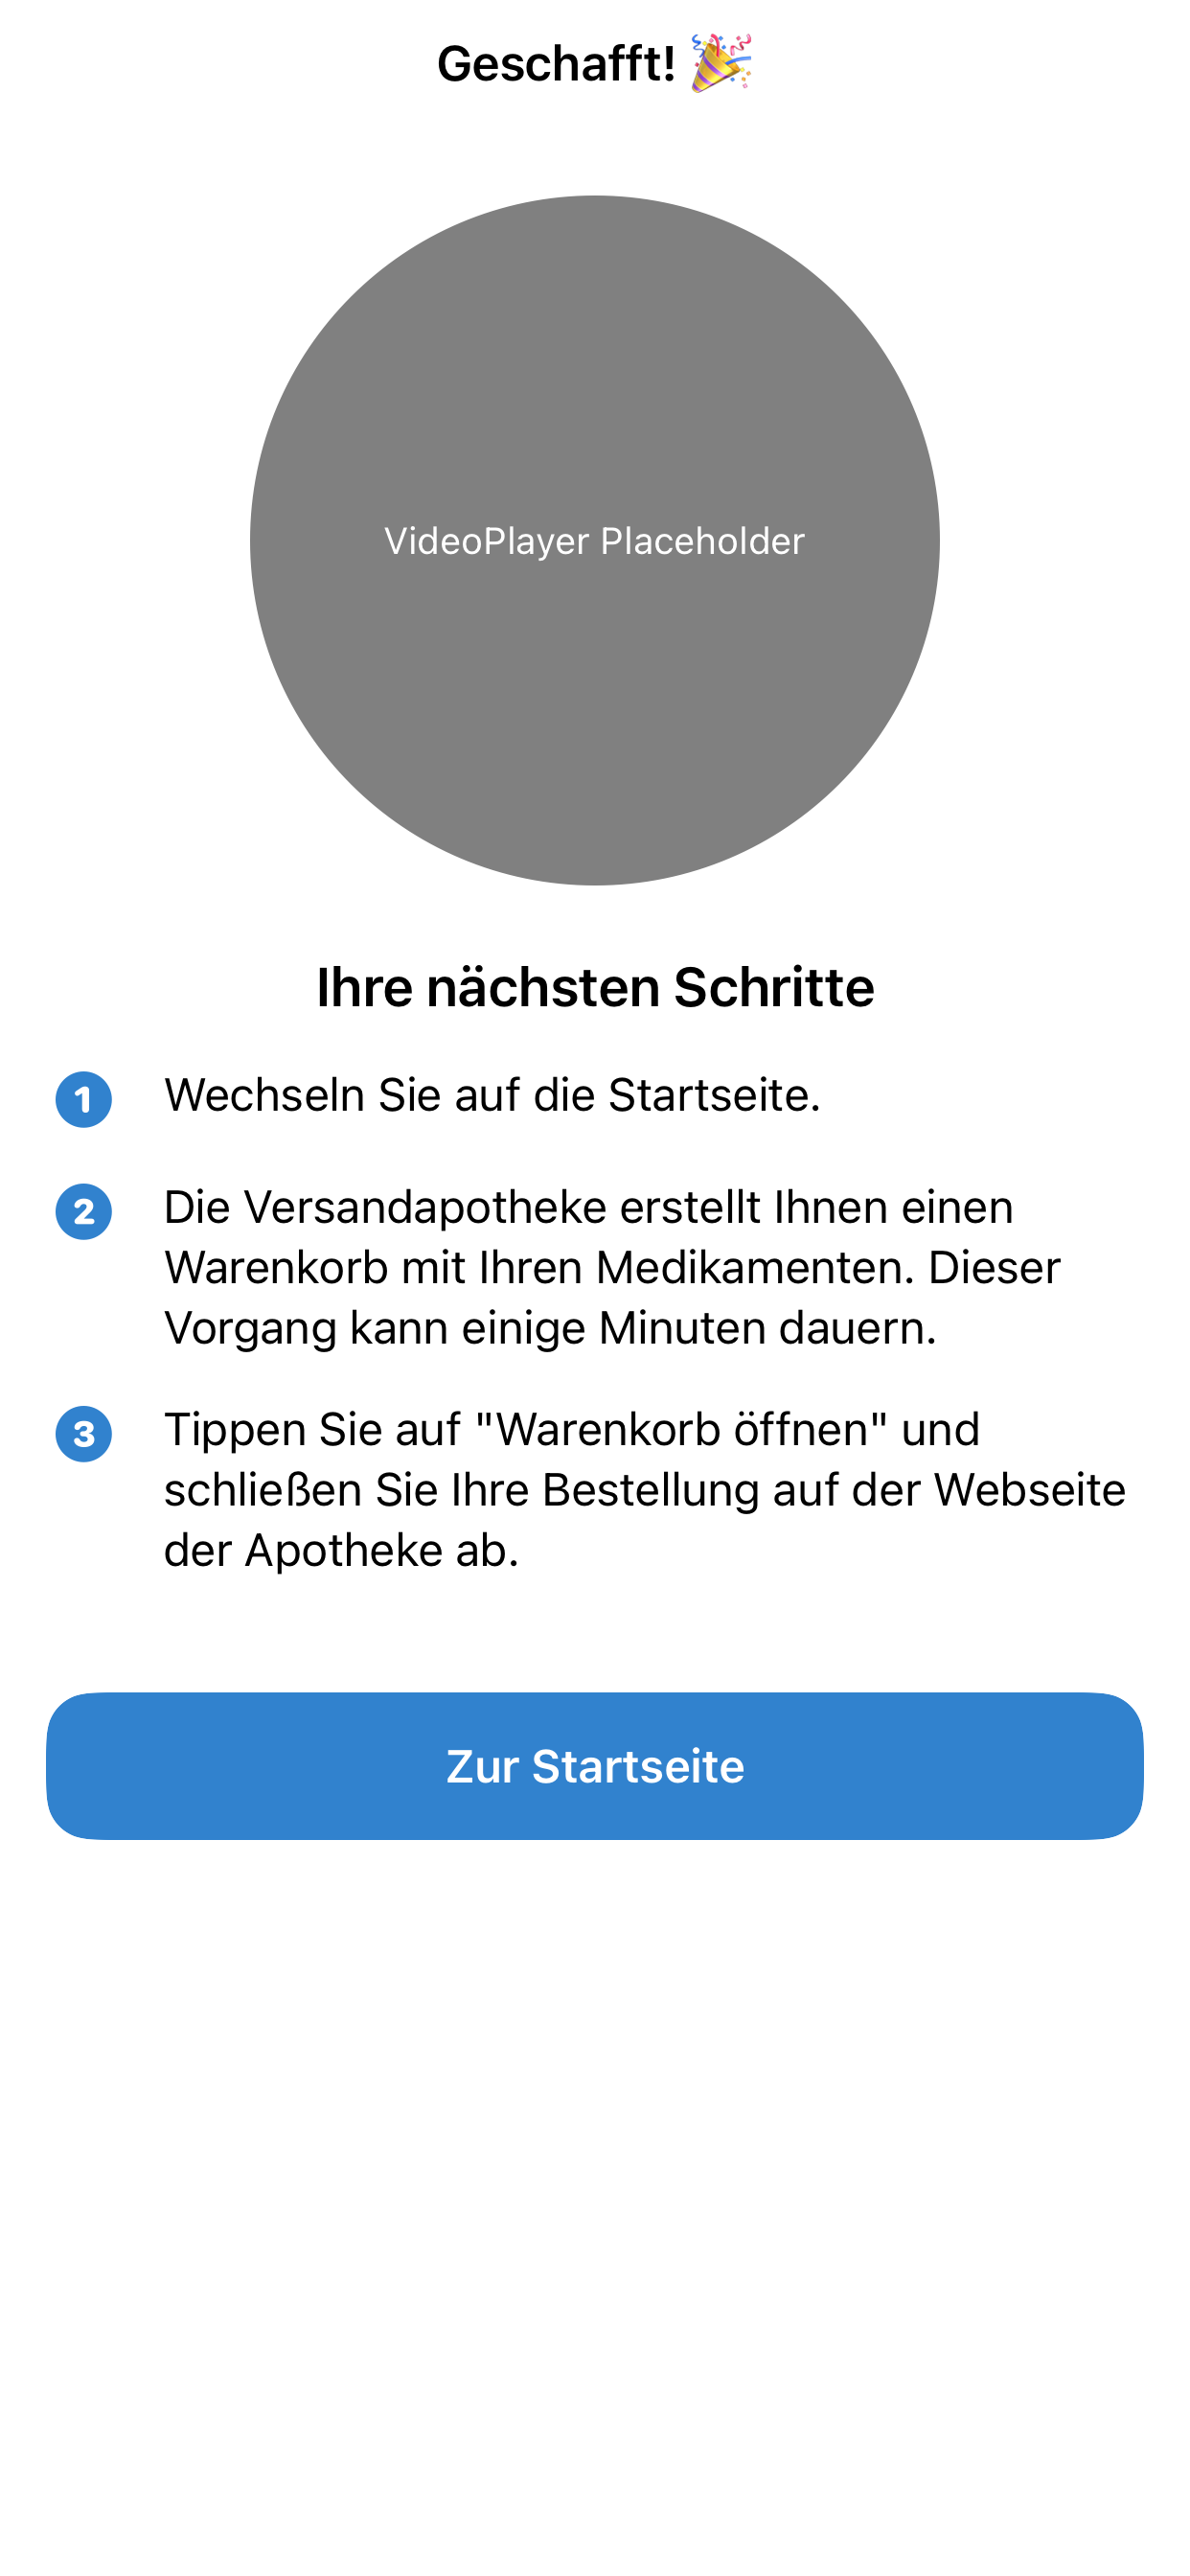 Geschafft! 🎉
VideoPlayer Placeholder
Ihre nächsten Schritte
1 Wechseln Sie auf die Startseite.
2 Die Versandapotheke erstellt Ihnen einen
Warenkorb mit Ihren Medikamenten. Dieser
Vorgang kann einige Minuten dauern.
3 Tippen Sie auf "Warenkorb öffnen" und
schließen Sie Ihre Bestellung auf der Webseite
der Apotheke ab.
Zur Startseite